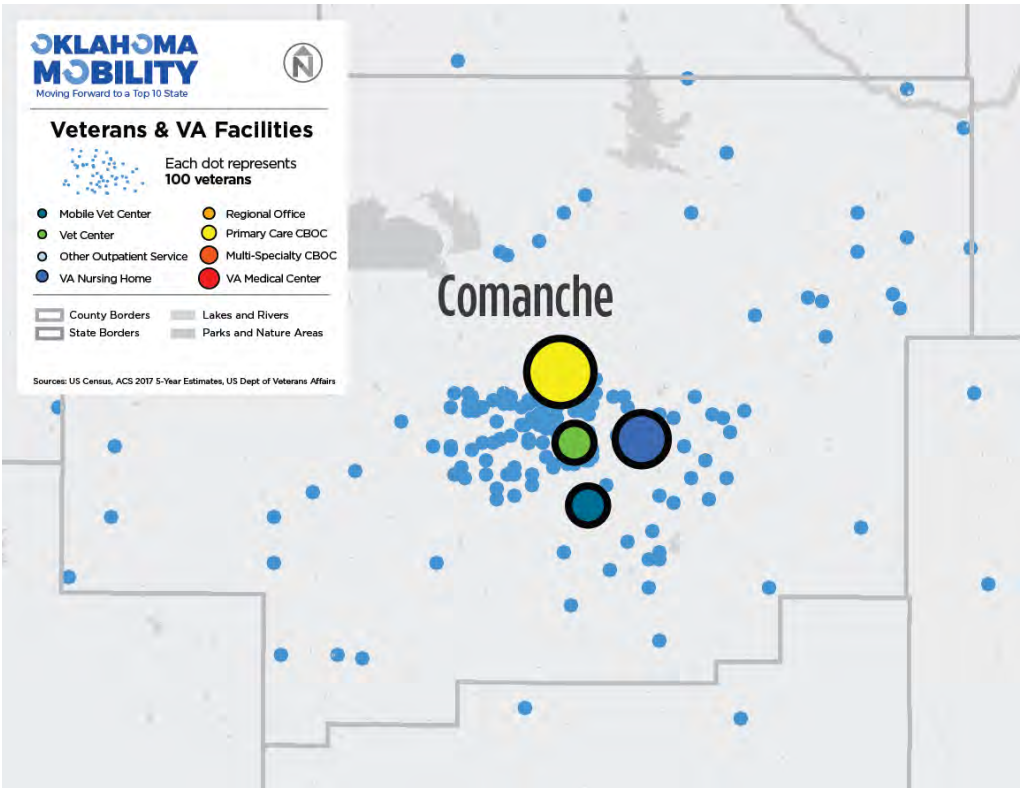 OKLAHOMA
MOBILITY
Moving Forward to a Top 10 State
N
Veterans & VA Facilities
Each dot represents
100 veterans
Mobile Vet Center
Regional Office
Vet Center
Primary Care CBOC
Other Outpatient Service
Multi-Specialty CBOC
VA Nursing Home
VA Medical Center
County Borders
Lakes and Rivers
State Borders
Parks and Nature Areas
Sources: US Census, ACS 2017 5-Year Estimates, US Dept of Veterans Affairs
Comanche